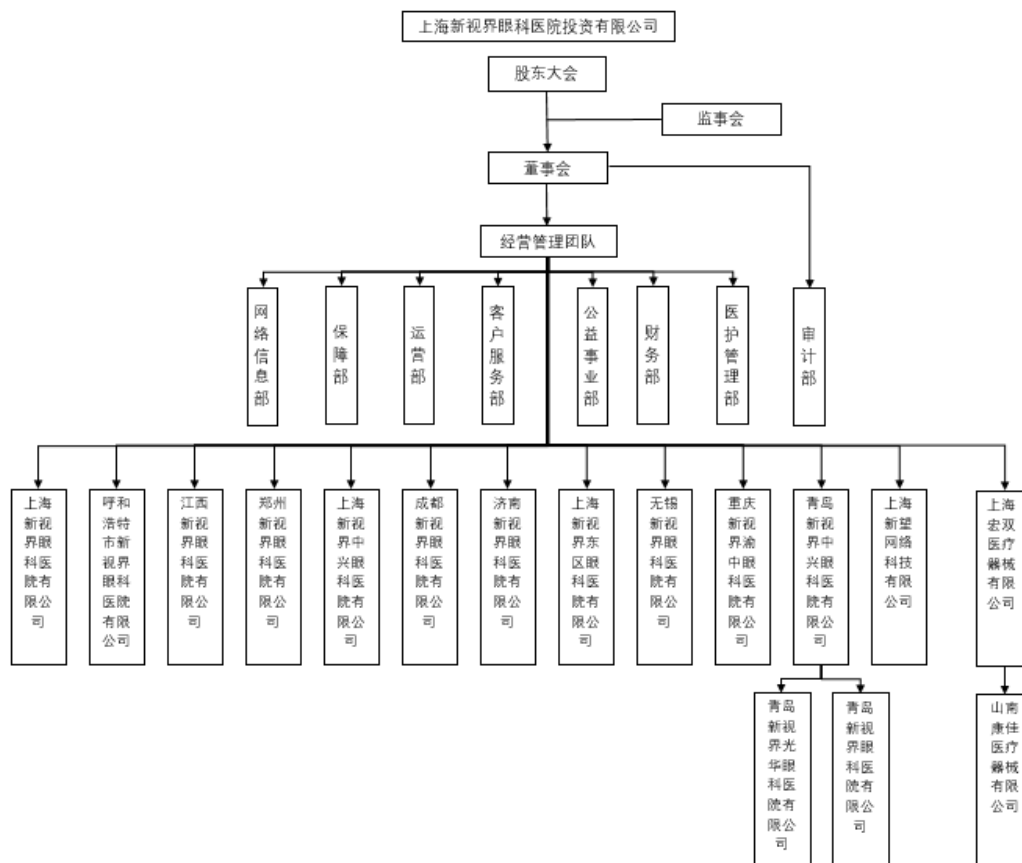 上海新视界眼科医院投资有限公司
股东大会
监事会
董事会
经营管理团队
网络信息部
保障部
运营部
客户服务部
公益事业部
财务部
医护管理部
审计部
上海
新视
界眼
科医
院有
限公
司
呼和
浩特
市新
视界
眼科
医院
有限
公司
江西
新视
界眼
科医
院有
限公
司
郑州
新视
界眼
科医
院有
限公
司
上海
新视
界中
兴眼
科医
院有
限公
司
成都
新视
界眼
科医
院有
限公
司
济南
新视
界眼
科医
院有
限公
司
上海
新视
界东
区眼
科医
院有
限公
司
无锡
新视
界眼
科医
院有
限公
司
重庆
新视
界渝
中眼
科医
院有
限公
司
青岛
新视
界中
兴眼
科医
院有
限公
司
上海
新望
网络
科技
有限
公司
上海
宏双
医疗
器械
有限
公司
青岛
新视
界光
华眼
科医
院有
限公
司
青岛
新视
界眼
科医
院有
限公
司
山南
康佳
医疗
器械
有限
公司